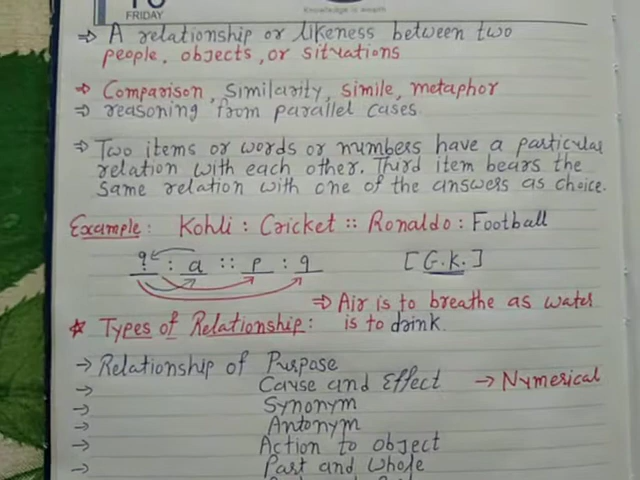 FRIDAY
Knowledge is wealth
⇒ A relationship or likeness between two
people, objects, or situations
⇒ Comparison, similarity, simile, metaphor
⇒ reasoning from parallel cases.
⇒ Two items or words or numbers have a particular
relation with each other. Third item bears the
same relation with one of the answers as choice.
Example: Kohli : Cricket :: Ronaldo : Football
? : a :: p : q [G.K.]
⇒ Air is to breathe as water
* Types of Relationship: is to drink.
→ Relationship of Purpose
→ Cause and Effect → Numerical
→ Synonym
→ Antonym
→ Action to Object
→ Part and Whole